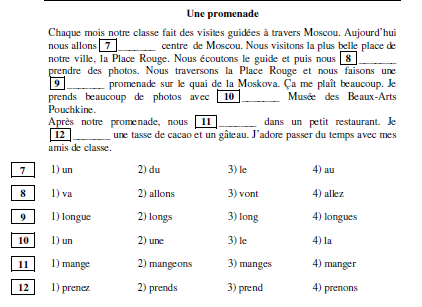 Une promenade
Chaque mois notre classe fait des visites guidées à travers Moscou. Aujourd'hui
nous allons 7 _______ centre de Moscou. Nous visitons la plus belle place de
notre ville, la Place Rouge. Nous écoutons le guide et puis nous 8 _______
prendre des photos. Nous traversons la Place Rouge et nous faisons une
9 _______ promenade sur le quai de la Moskova. Ça me plaît beaucoup. Je
prends beaucoup de photos avec 10 _______ Musée des Beaux-Arts
Pouchkine.
Après notre promenade, nous 11 _______ dans un petit restaurant. Je
12 _______ une tasse de cacao et un gâteau. J'adore passer du temps avec mes
amis de classe.
7 1) un 2) du 3) le 4) au
8 1) va 2) allons 3) vont 4) allez
9 1) longue 2) longs 3) long 4) longues
10 1) un 2) une 3) le 4) la
11 1) mange 2) mangeons 3) manges 4) manger
12 1) prenez 2) prends 3) prend 4) prenons